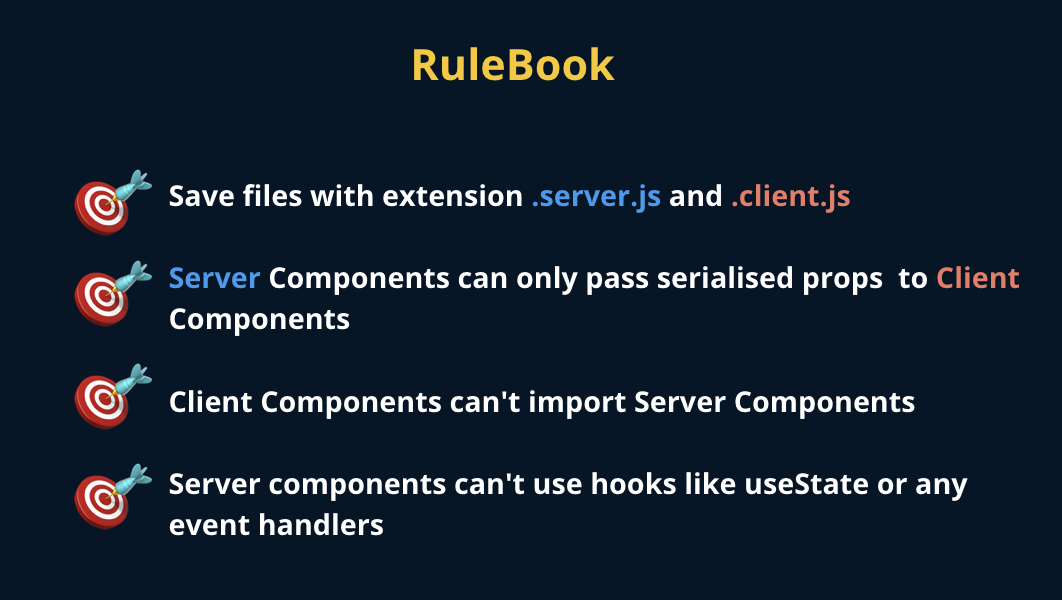 RuleBook
Save files with extension .server.js and .client.js
Server Components can only pass serialised props  to Client
Components
Client Components can't import Server Components
Server components can't use hooks like useState or any
event handlers